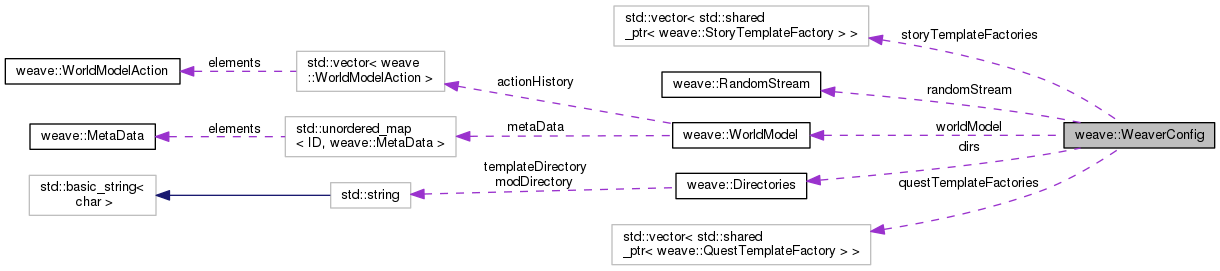 std::vector< std::shared
_ptr< weave::StoryTemplateFactory > >
storyTemplateFactories
weave::WorldModelAction
elements
std::vector< weave
::WorldModelAction >
actionHistory
weave::RandomStream
randomStream
weave::MetaData
elements
std::unordered_map
< ID, weave::MetaData >
metaData
weave::WorldModel
worldModel
weave::WeaverConfig
dirs
std::basic_string<
char >
std::string
templateDirectory
modDirectory
weave::Directories
questTemplateFactories
std::vector< std::shared
_ptr< weave::QuestTemplateFactory > >